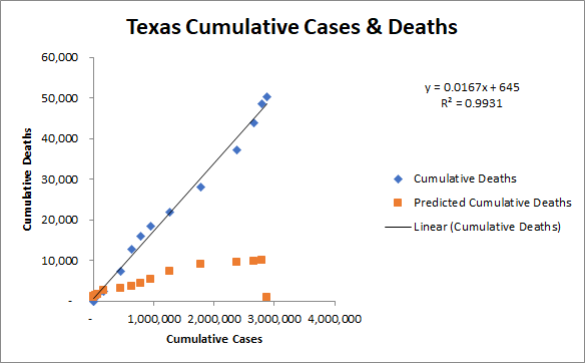 Texas Cumulative Cases & Deaths
60,000
50,000
40,000
30,000
20,000
10,000
-
Cumulative Deaths
-
1,000,000
2,000,000
3,000,000
4,000,000
Cumulative Cases
y = 0.0167x + 645
R² = 0.9931
Cumulative Deaths
Predicted Cumulative Deaths
Linear (Cumulative Deaths)